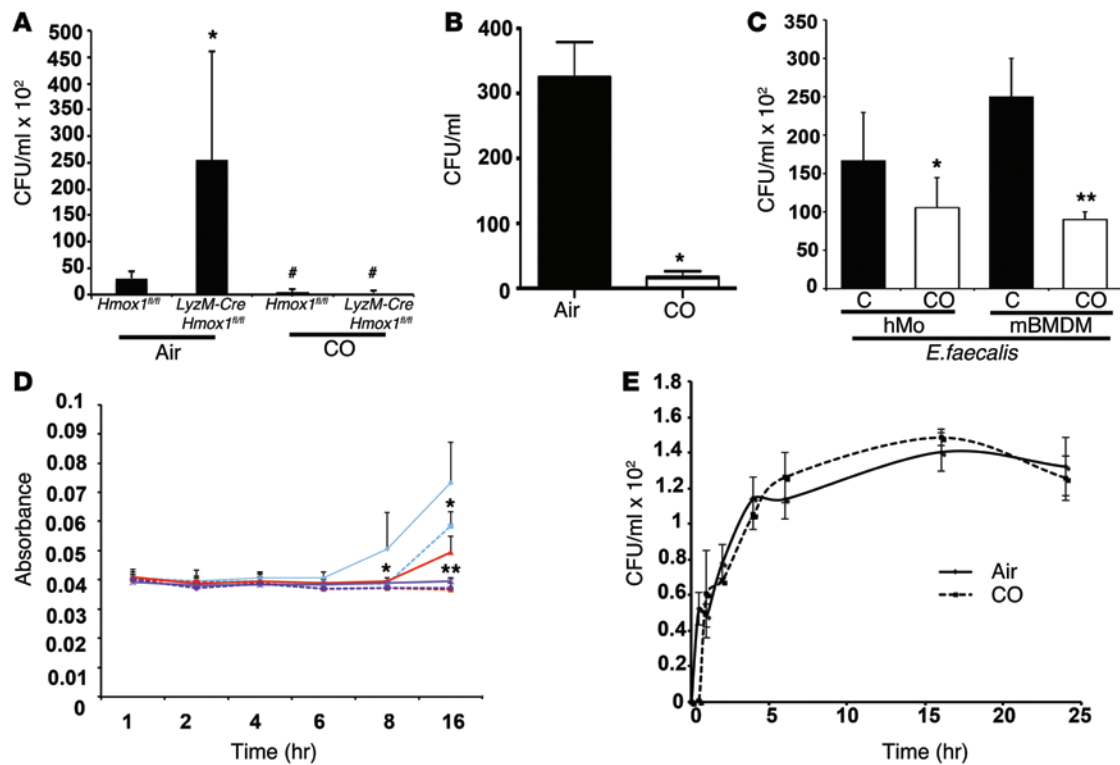 A
CFU/ml x 10²
500
450
400
350
300
250
200
150
100
50
0
*
#
#
Hmox1fl/fl
LyzM-Cre
Hmox1fl/fl
Hmox1fl/fl
LyzM-Cre
Hmox1fl/fl
Air
CO
B
CFU/ml
400
300
200
100
0
*
Air
CO
C
CFU/ml x 10²
350
300
250
200
150
100
50
0
*
**
C
CO
C
CO
hMo
mBMDM
E.faecalis
D
Absorbance
0.1
0.09
0.08
0.07
0.06
0.05
0.04
0.03
0.02
0.01
0
*
*
**
1
2
4
6
8
16
Time (hr)
E
CFU/ml x 10²
1.8
1.6
1.4
1.2
1
0.8
0.6
0.4
0.2
0
Air
CO
0
5
10
15
20
25
Time (hr)